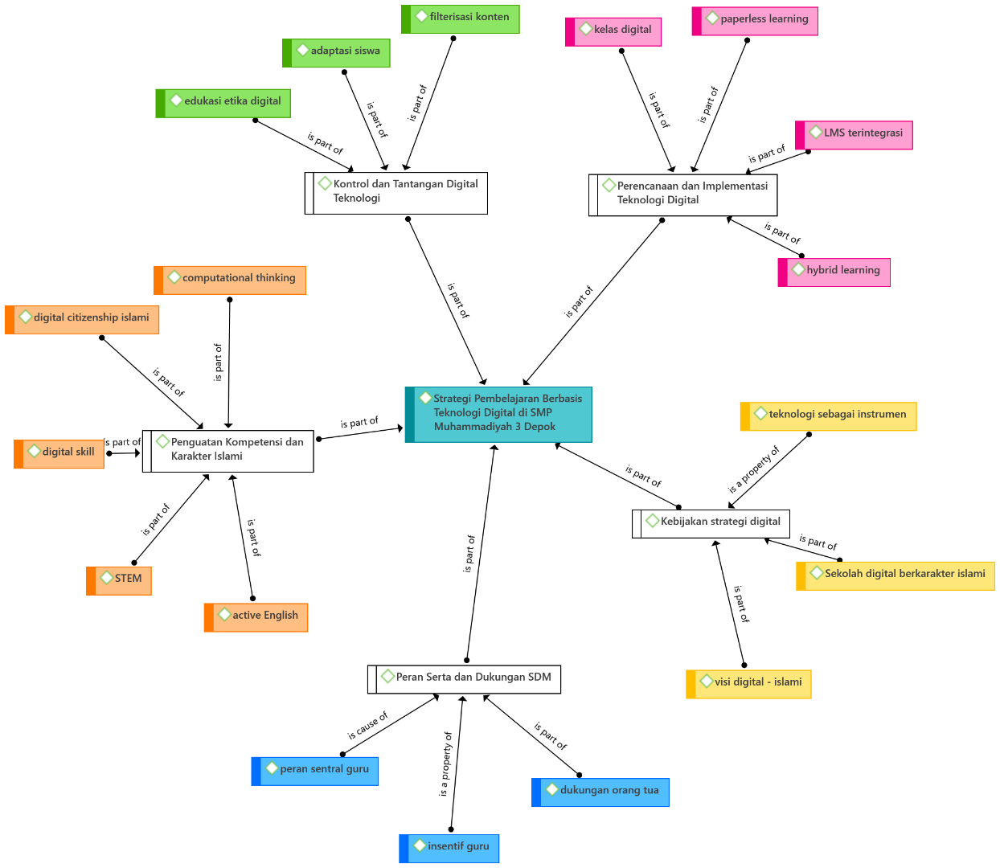 filterisasi konten
paperless learning
kelas digital
adaptasi siswa
edukasi etika digital
is part of
is part of
is part of
is part of
is part of
LMS terintegrasi
is part of
Kontrol dan Tantangan Digital
Teknologi
Perencanaan dan Implementasi
Teknologi Digital
is part of
hybrid learning
computational thinking
is part of
is part of
digital citizenship islami
is part of
is part of
Strategi Pembelajaran Berbasis
Teknologi Digital di SMP
Muhammadiyah 3 Depok
teknologi sebagai instrumen
is part of
Penguatan Kompetensi dan
Karakter Islami
is part of
digital skill
is a property of
is part of
Kebijakan strategi digital
is part of
is part of
is part of
is part of
STEM
Sekolah digital berkarakter islami
is part of
active English
Peran Serta dan Dukungan SDM
visi digital - islami
is cause of
is a property of
is part of
peran sentral guru
dukungan orang tua
insentif guru